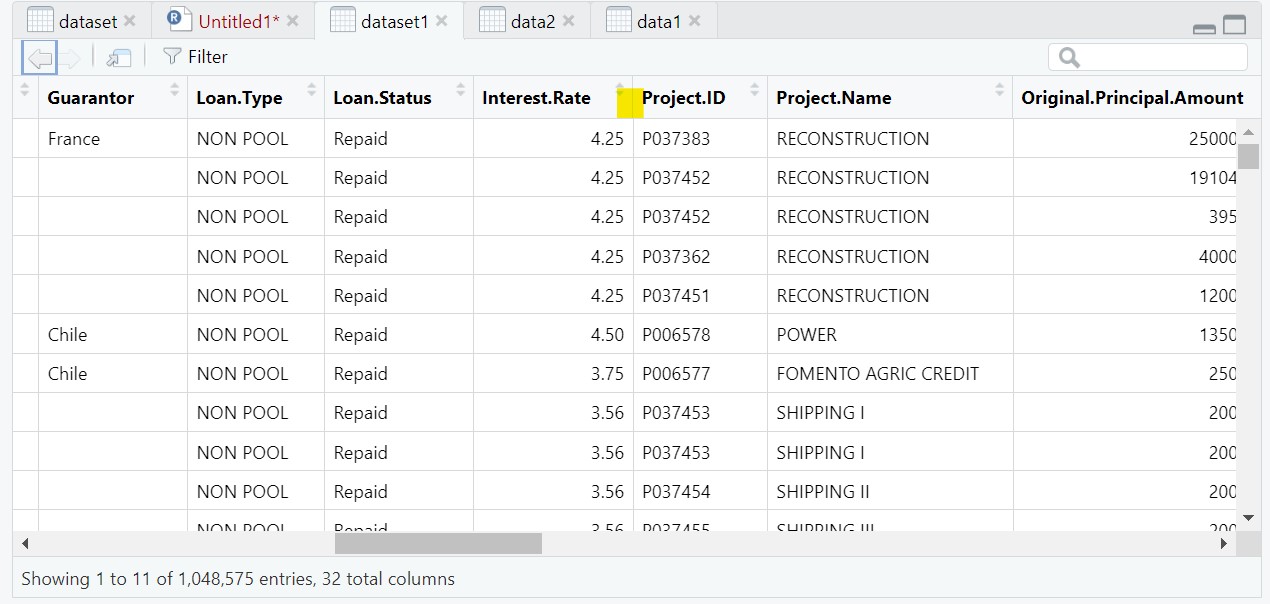 dataset Untitled1* dataset1 data2 data1
Filter
Guarantor Loan.Type Loan.Status Interest.Rate Project.ID Project.Name Original.Principal.Amount
France NON POOL Repaid 4.25 P037383 RECONSTRUCTION 25000
NON POOL Repaid 4.25 P037452 RECONSTRUCTION 19104
NON POOL Repaid 4.25 P037452 RECONSTRUCTION 395
NON POOL Repaid 4.25 P037362 RECONSTRUCTION 4000
NON POOL Repaid 4.25 P037451 RECONSTRUCTION 1200
Chile NON POOL Repaid 4.50 P006578 POWER 1350
Chile NON POOL Repaid 3.75 P006577 FOMENTO AGRIC CREDIT 250
NON POOL Repaid 3.56 P037453 SHIPPING I 200
NON POOL Repaid 3.56 P037453 SHIPPING I 200
NON POOL Repaid 3.56 P037454 SHIPPING II 200
NON POOL Repaid 3.56 P037455 SHIPPING III 200
Showing 1 to 11 of 1,048,575 entries, 32 total columns